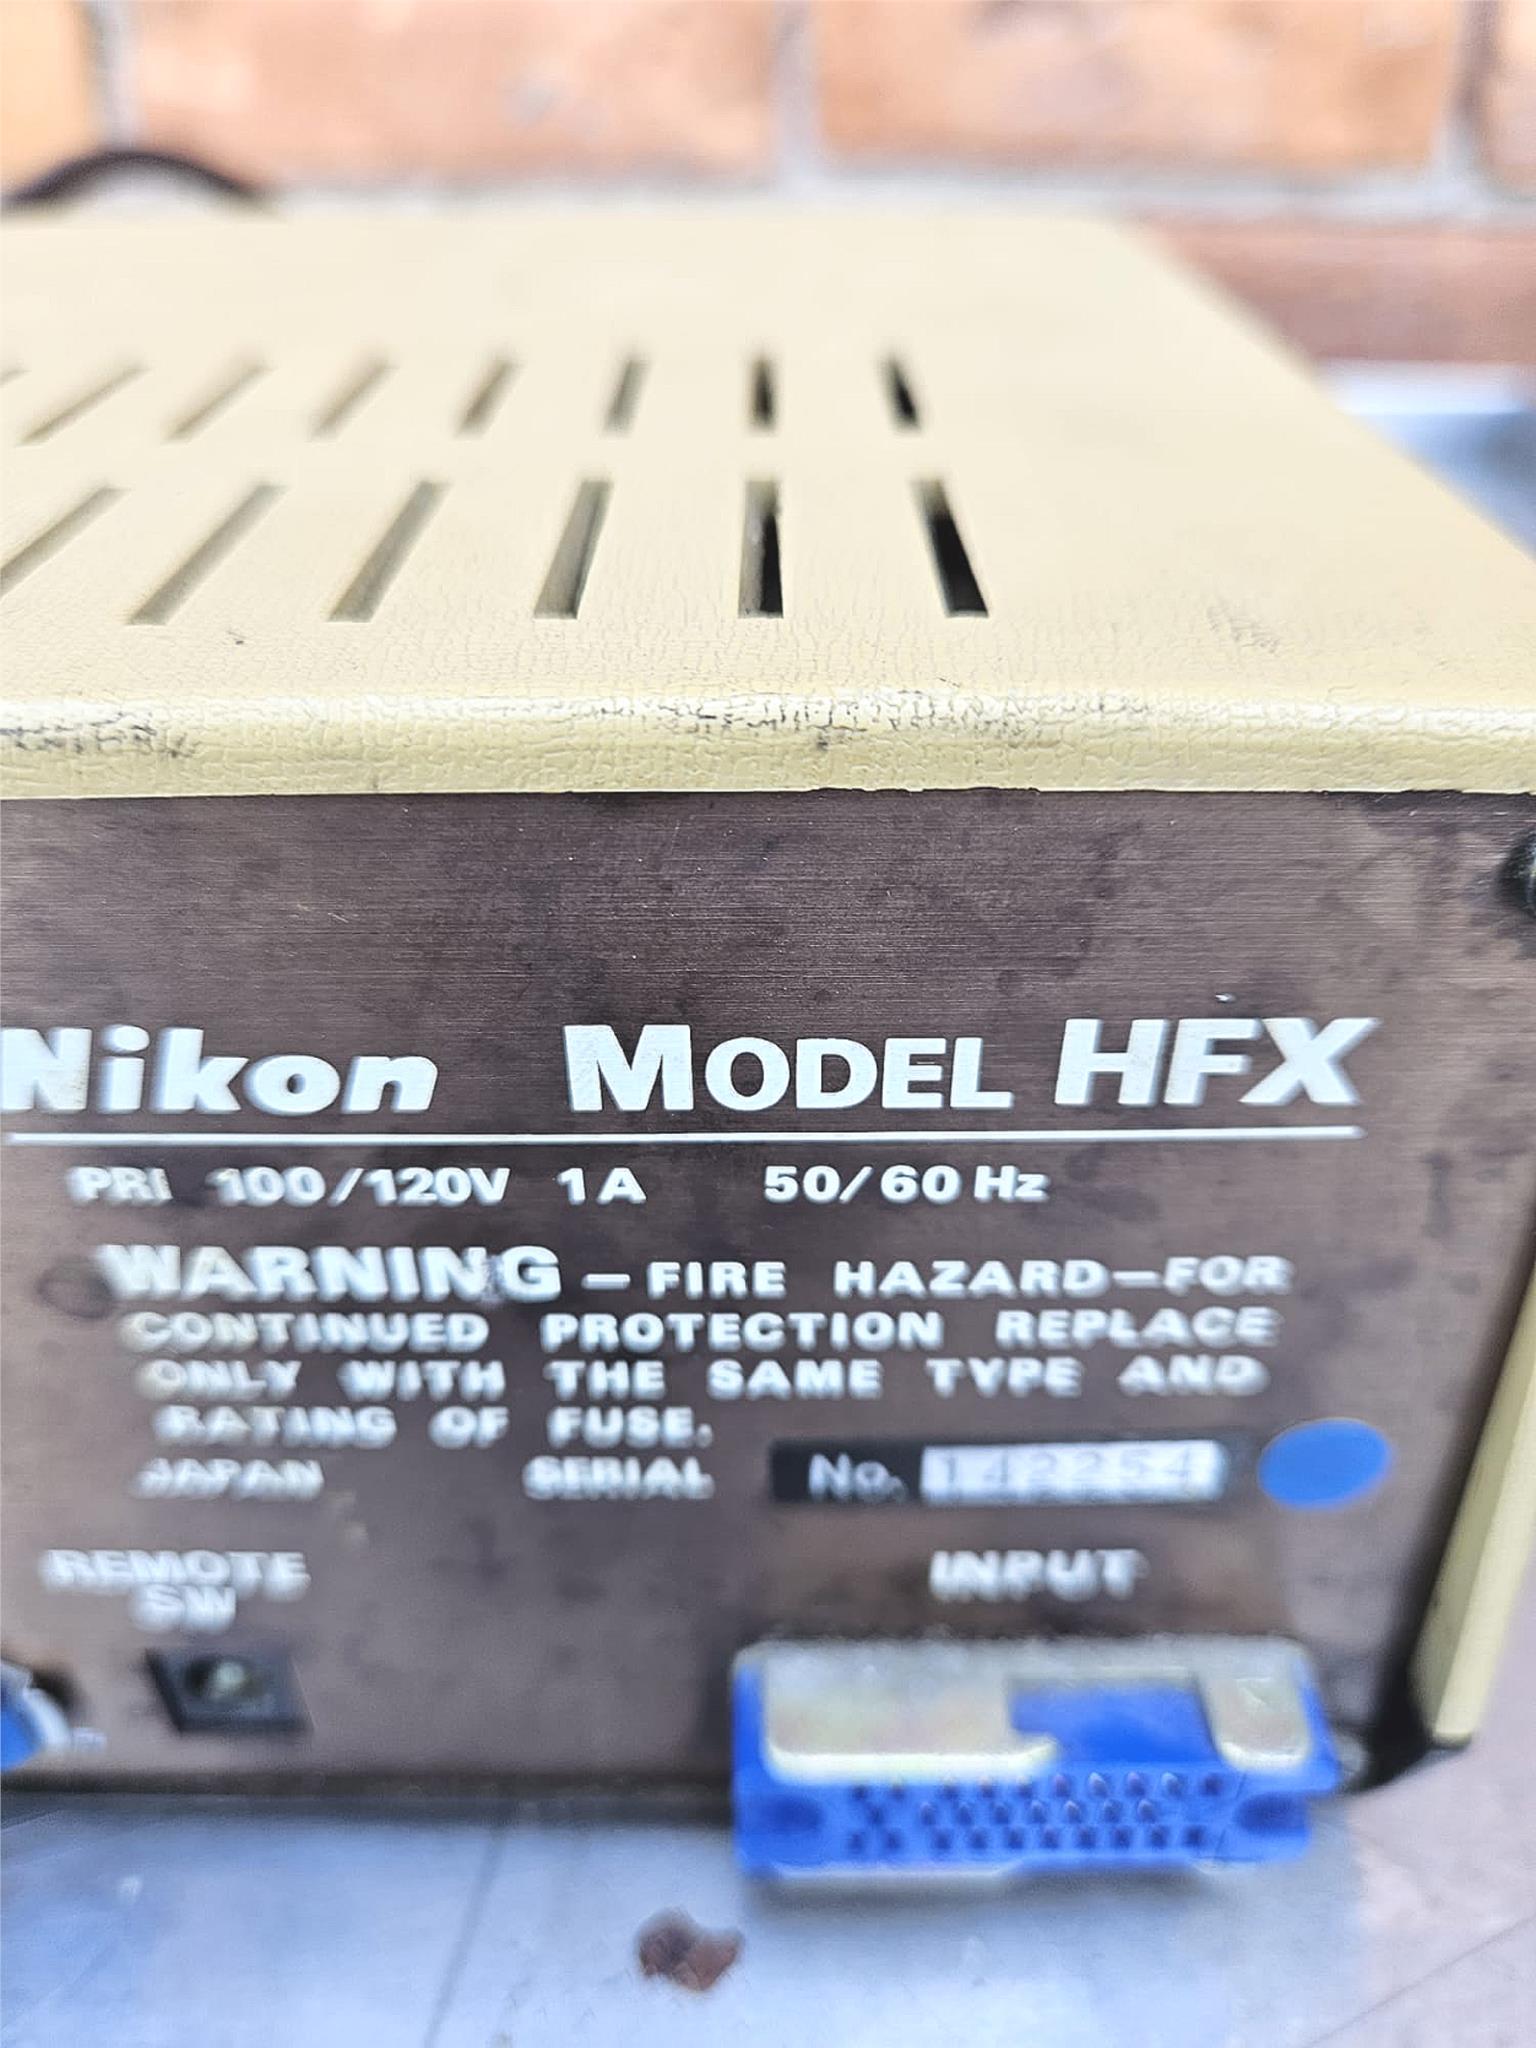 Nikon MODEL HFX
PRI 100/120V 1A 50/60 Hz
WARNING – FIRE HAZARD – FOR
CONTINUED PROTECTION REPLACE
ONLY WITH THE SAME TYPE AND
RATING OF FUSE.
JAPAN SERIAL No. 142254
REMOTE
SW
INPUT